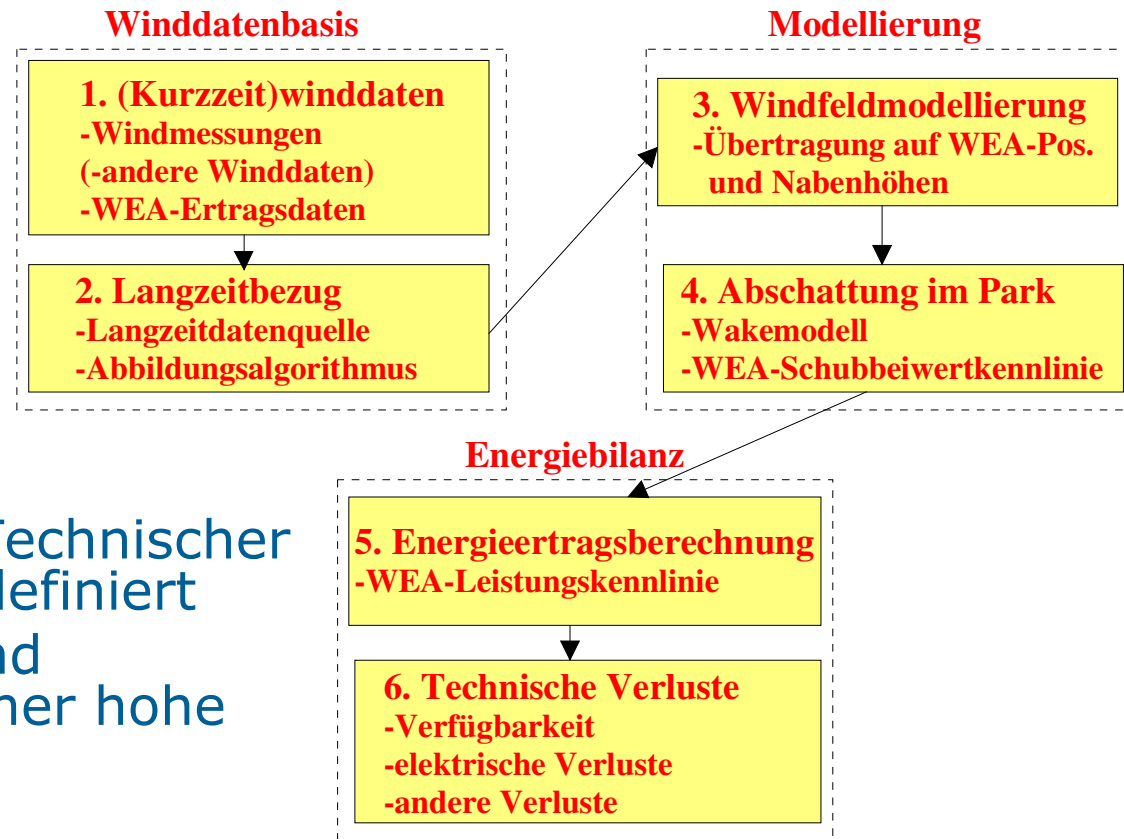 Winddatenbasis
1. (Kurzzeit)winddaten
-Windmessungen
(-andere Winddaten)
-WEA-Ertragsdaten
2. Langzeitbezug
-Langzeitdatenquelle
-Abbildungsalgorithmus
Modellierung
3. Windfeldmodellierung
-Übertragung auf WEA-Pos.
und Nabenhöhen
4. Abschattung im Park
-Wakemodell
-WEA-Schubbeiwertkennlinie
Energiebilanz
5. Energieertragsberechnung
-WEA-Leistungskennlinie
6. Technische Verluste
-Verfügbarkeit
-elektrische Verluste
-andere Verluste
Technischer
definiert
hohe